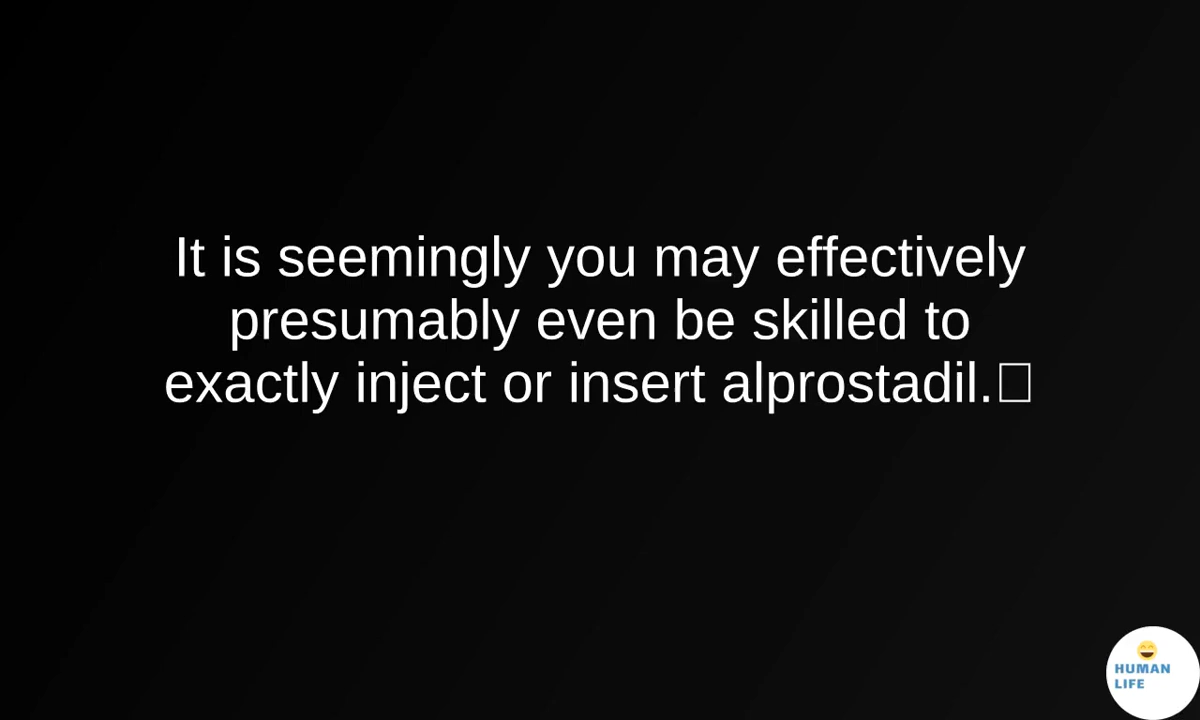 It is seemingly you may effectively
presumably even be skilled to
exactly inject or insert alprostadil.
HUMAN
LIFE